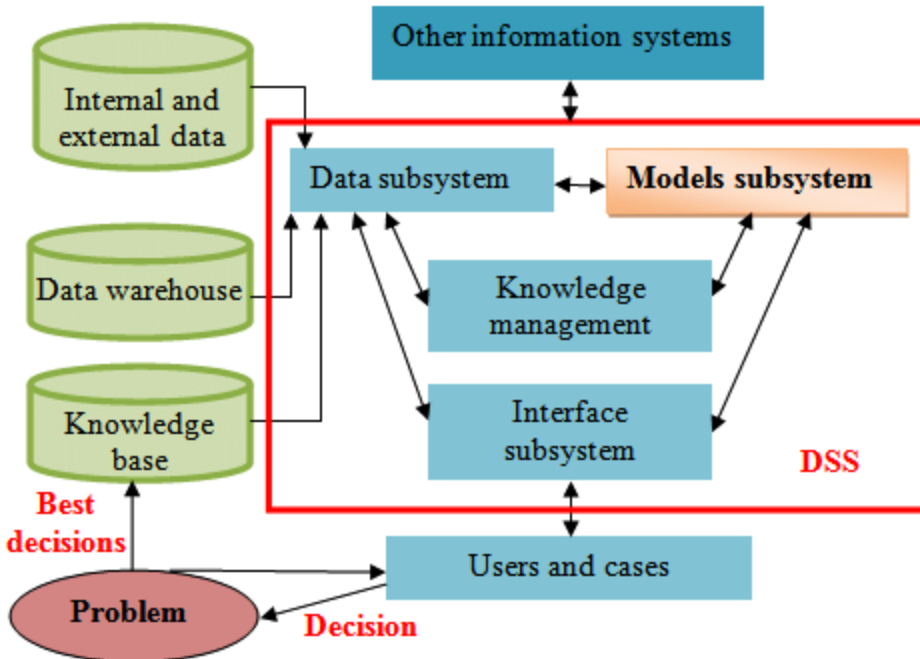 Other information systems
Internal and
external data
Data subsystem
Models subsystem
Data warehouse
Knowledge
management
Knowledge
base
Interface
subsystem
DSS
Best
decisions
Users and cases
Problem
Decision